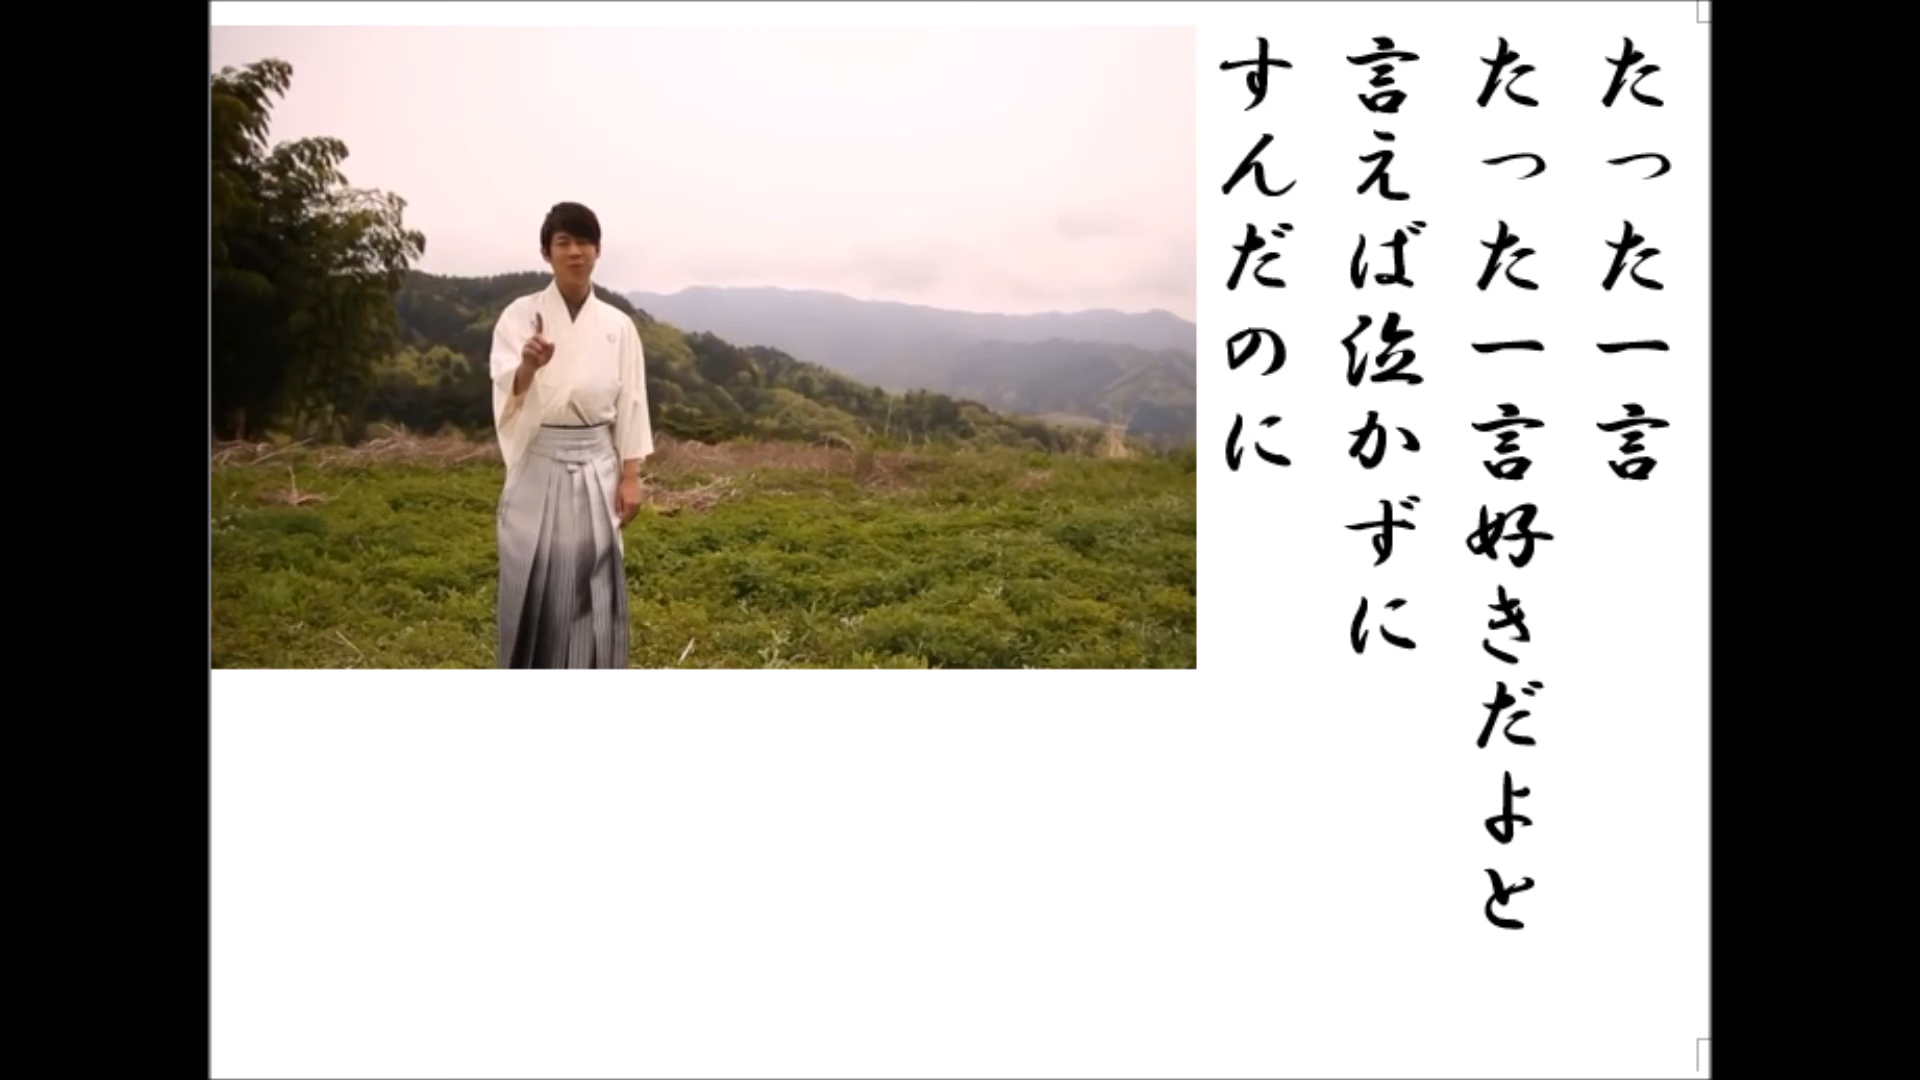 たった一言
たった一言好きだよと
言えば泣かずに
すんだのに